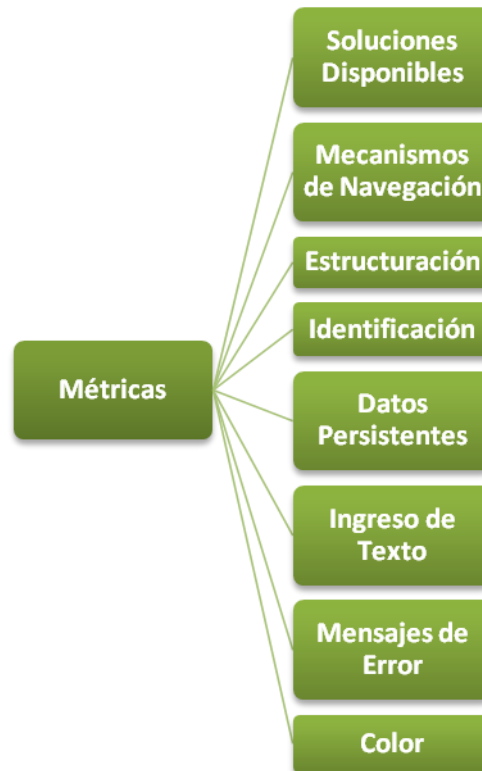 Soluciones
Disponibles
Mecanismos
de Navegación
Estructuración
Identificación
Métricas
Datos
Persistentes
Ingreso de
Texto
Mensajes de
Error
Color